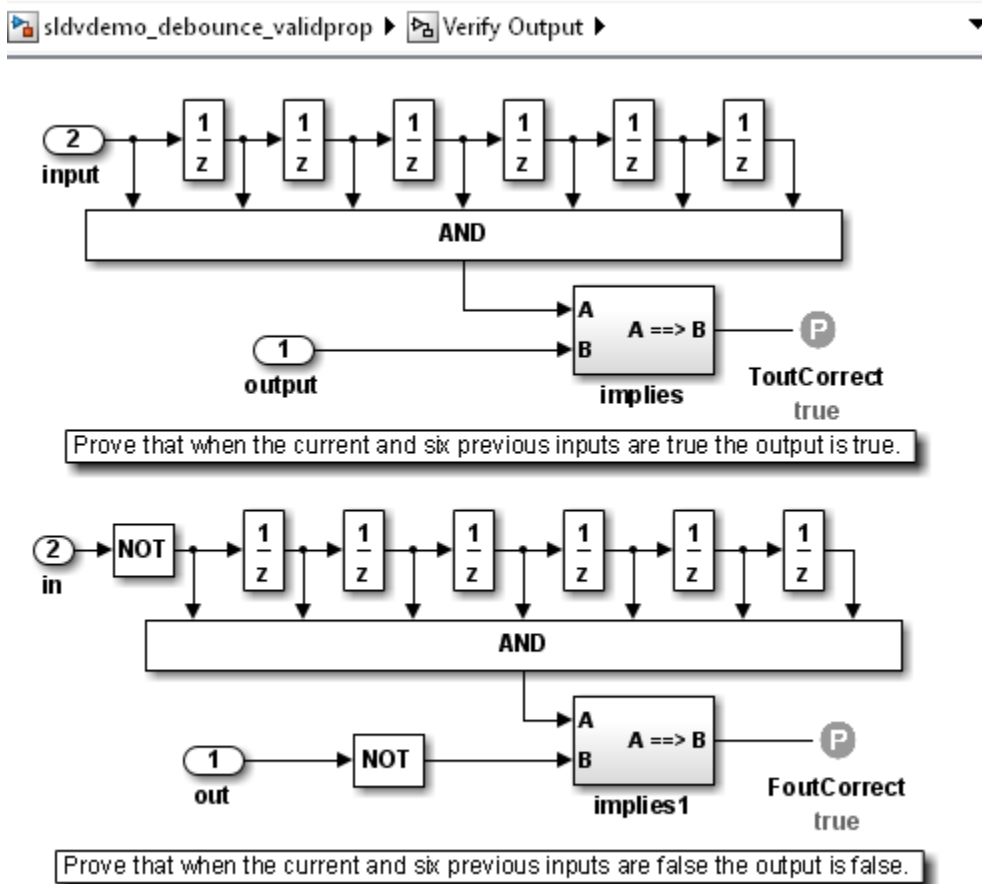 sldvdemo_debounce_validprop Verify Output
2 1 z 1 z 1 z 1 z 1 z 1 z
input
AND
A
A ==> B P
1 B
output implies ToutCorrect
true
Prove that when the current and six previous inputs are true the output is true.
2 NOT 1 z 1 z 1 z 1 z 1 z 1 z
in
AND
A
A ==> B P
1 NOT B
out implies1 FoutCorrect
true
Prove that when the current and six previous inputs are false the output is false.